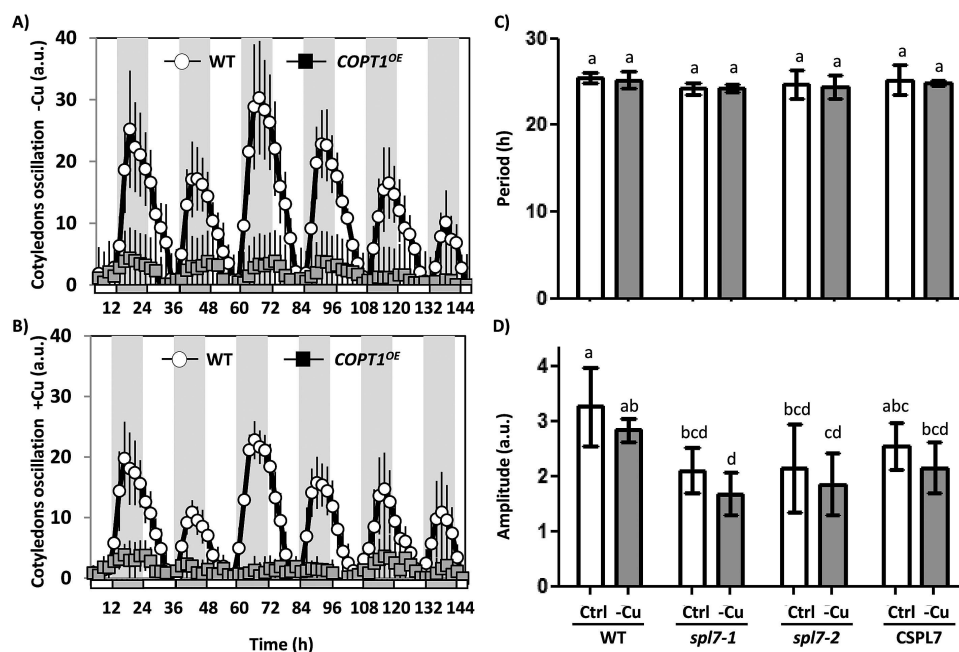 A)
Cotyledons oscillation -Cu (a.u.)
40
30
20
10
0
WT
COPT1OE
12 24 36 48 60 72 84 96 108 120 132 144
B)
Cotyledons oscillation +Cu (a.u.)
40
30
20
10
0
WT
COPT1OE
12 24 36 48 60 72 84 96 108 120 132 144
Time (h)
C)
Period (h)
30
20
10
0
a a a a a a a a
D)
Amplitude (a.u.)
4
3
2
1
0
a ab bcd d bcd cd abc bcd
Ctrl -Cu Ctrl -Cu Ctrl -Cu Ctrl -Cu
WT spl7-1 spl7-2 CSPL7